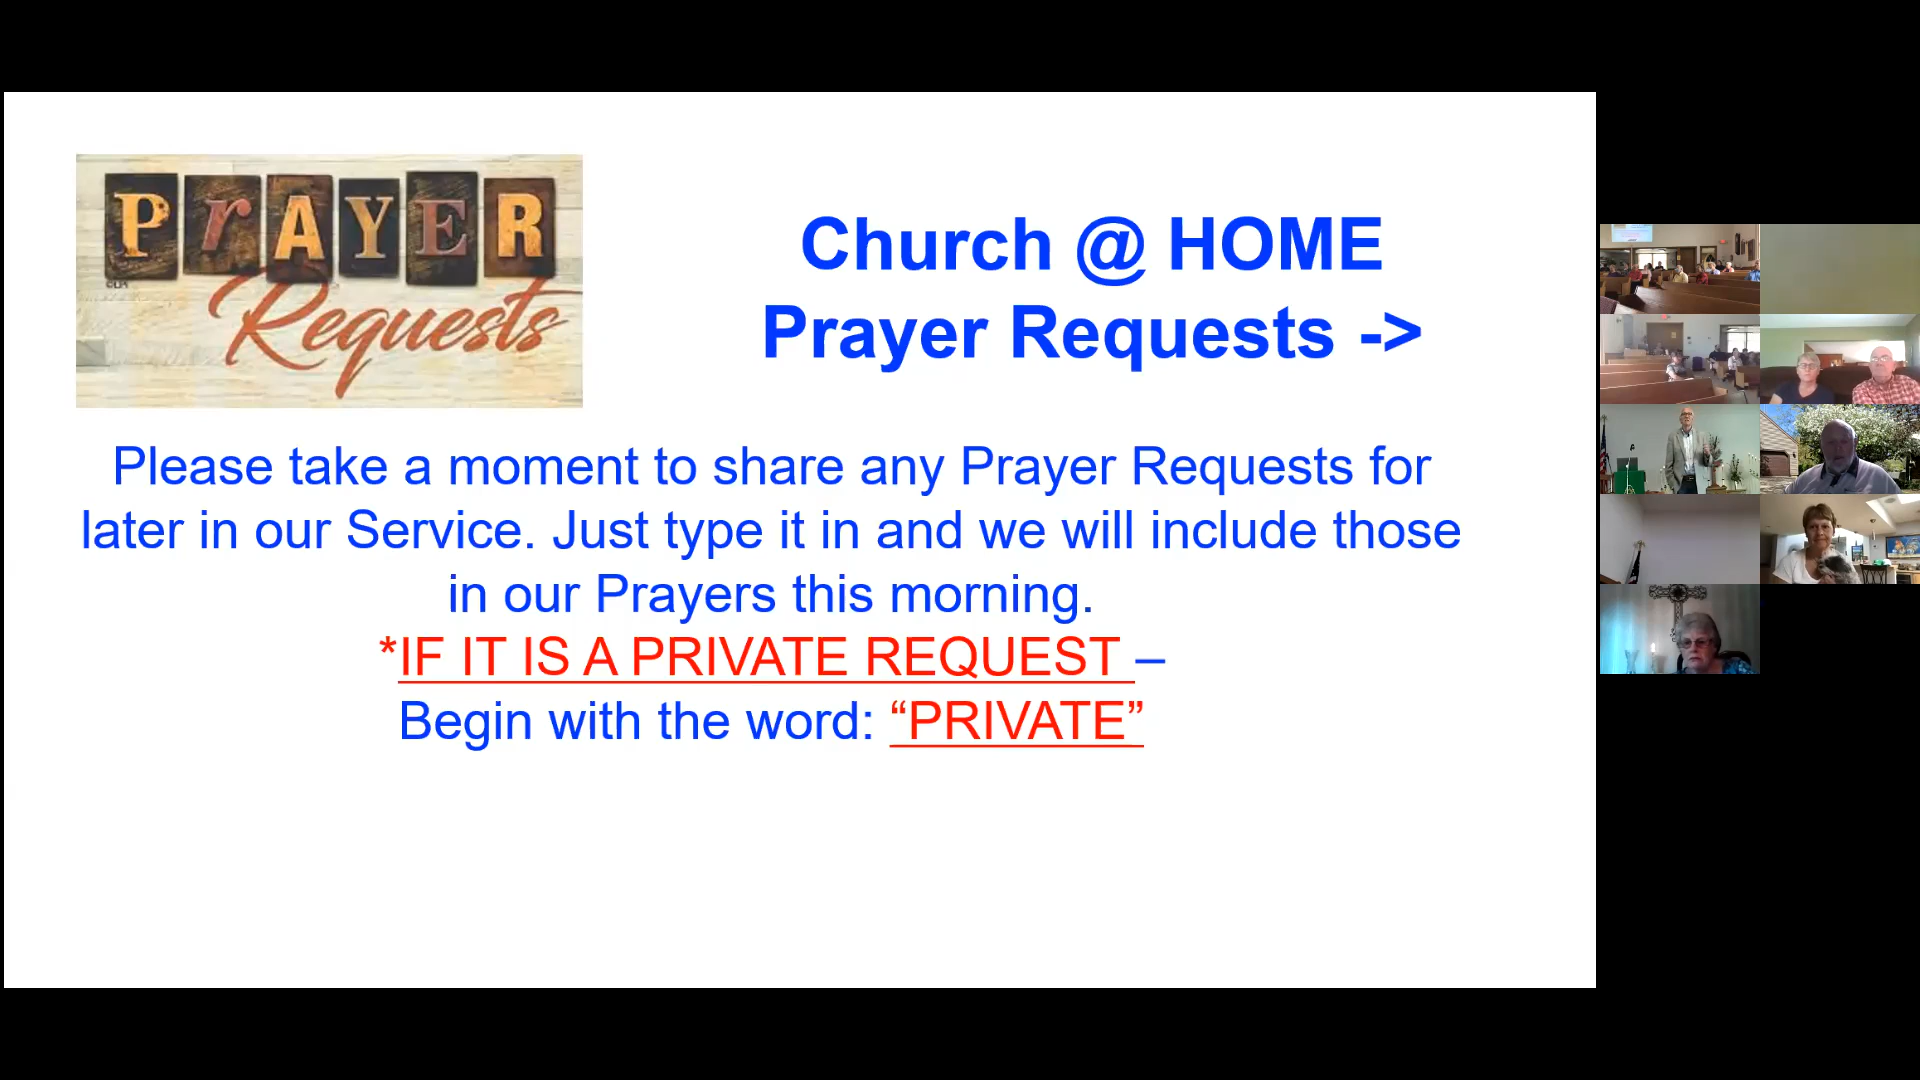 PrAYER
Requests
Church @ HOME
Prayer Requests ->
Please take a moment to share any Prayer Requests for
later in our Service. Just type it in and we will include those
in our Prayers this morning.
*IF IT IS A PRIVATE REQUEST –
Begin with the word: “PRIVATE”